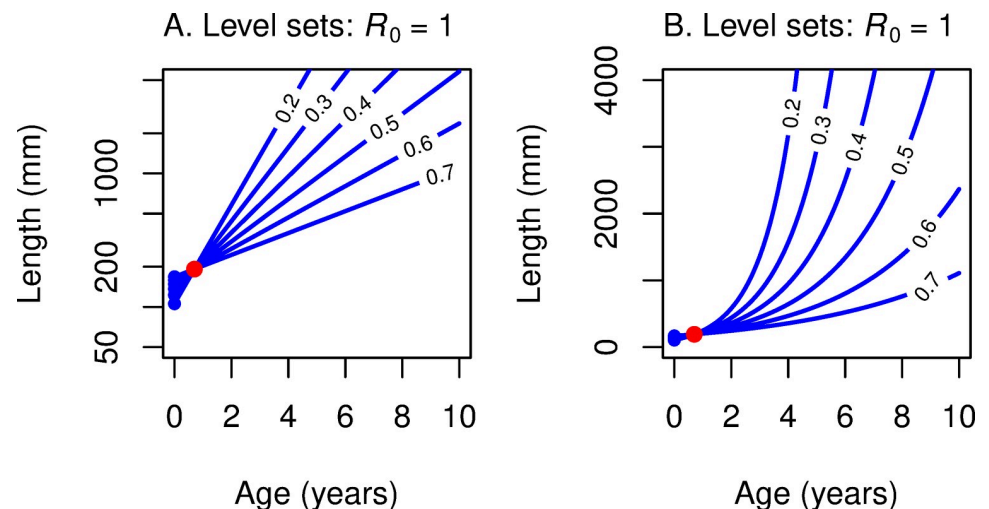 A. Level sets: R₀ = 1
Length (mm)
50
200
1000
0.2
0.3
0.4
0.5
0.6
0.7
0 2 4 6 8 10
Age (years)
B. Level sets: R₀ = 1
Length (mm)
0
2000
4000
0.2
0.3
0.4
0.5
0.6
0.7
0 2 4 6 8 10
Age (years)